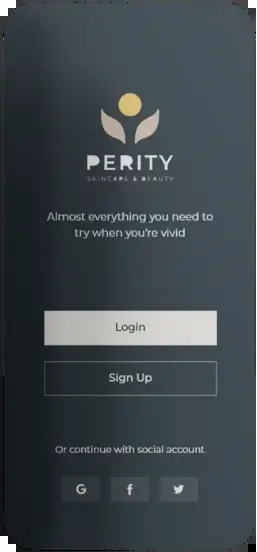 PERITY
SKINCARE & BEAUTY
Almost everything you need to
try when you're vivid
Login
Sign Up
Or continue with social account
G
f